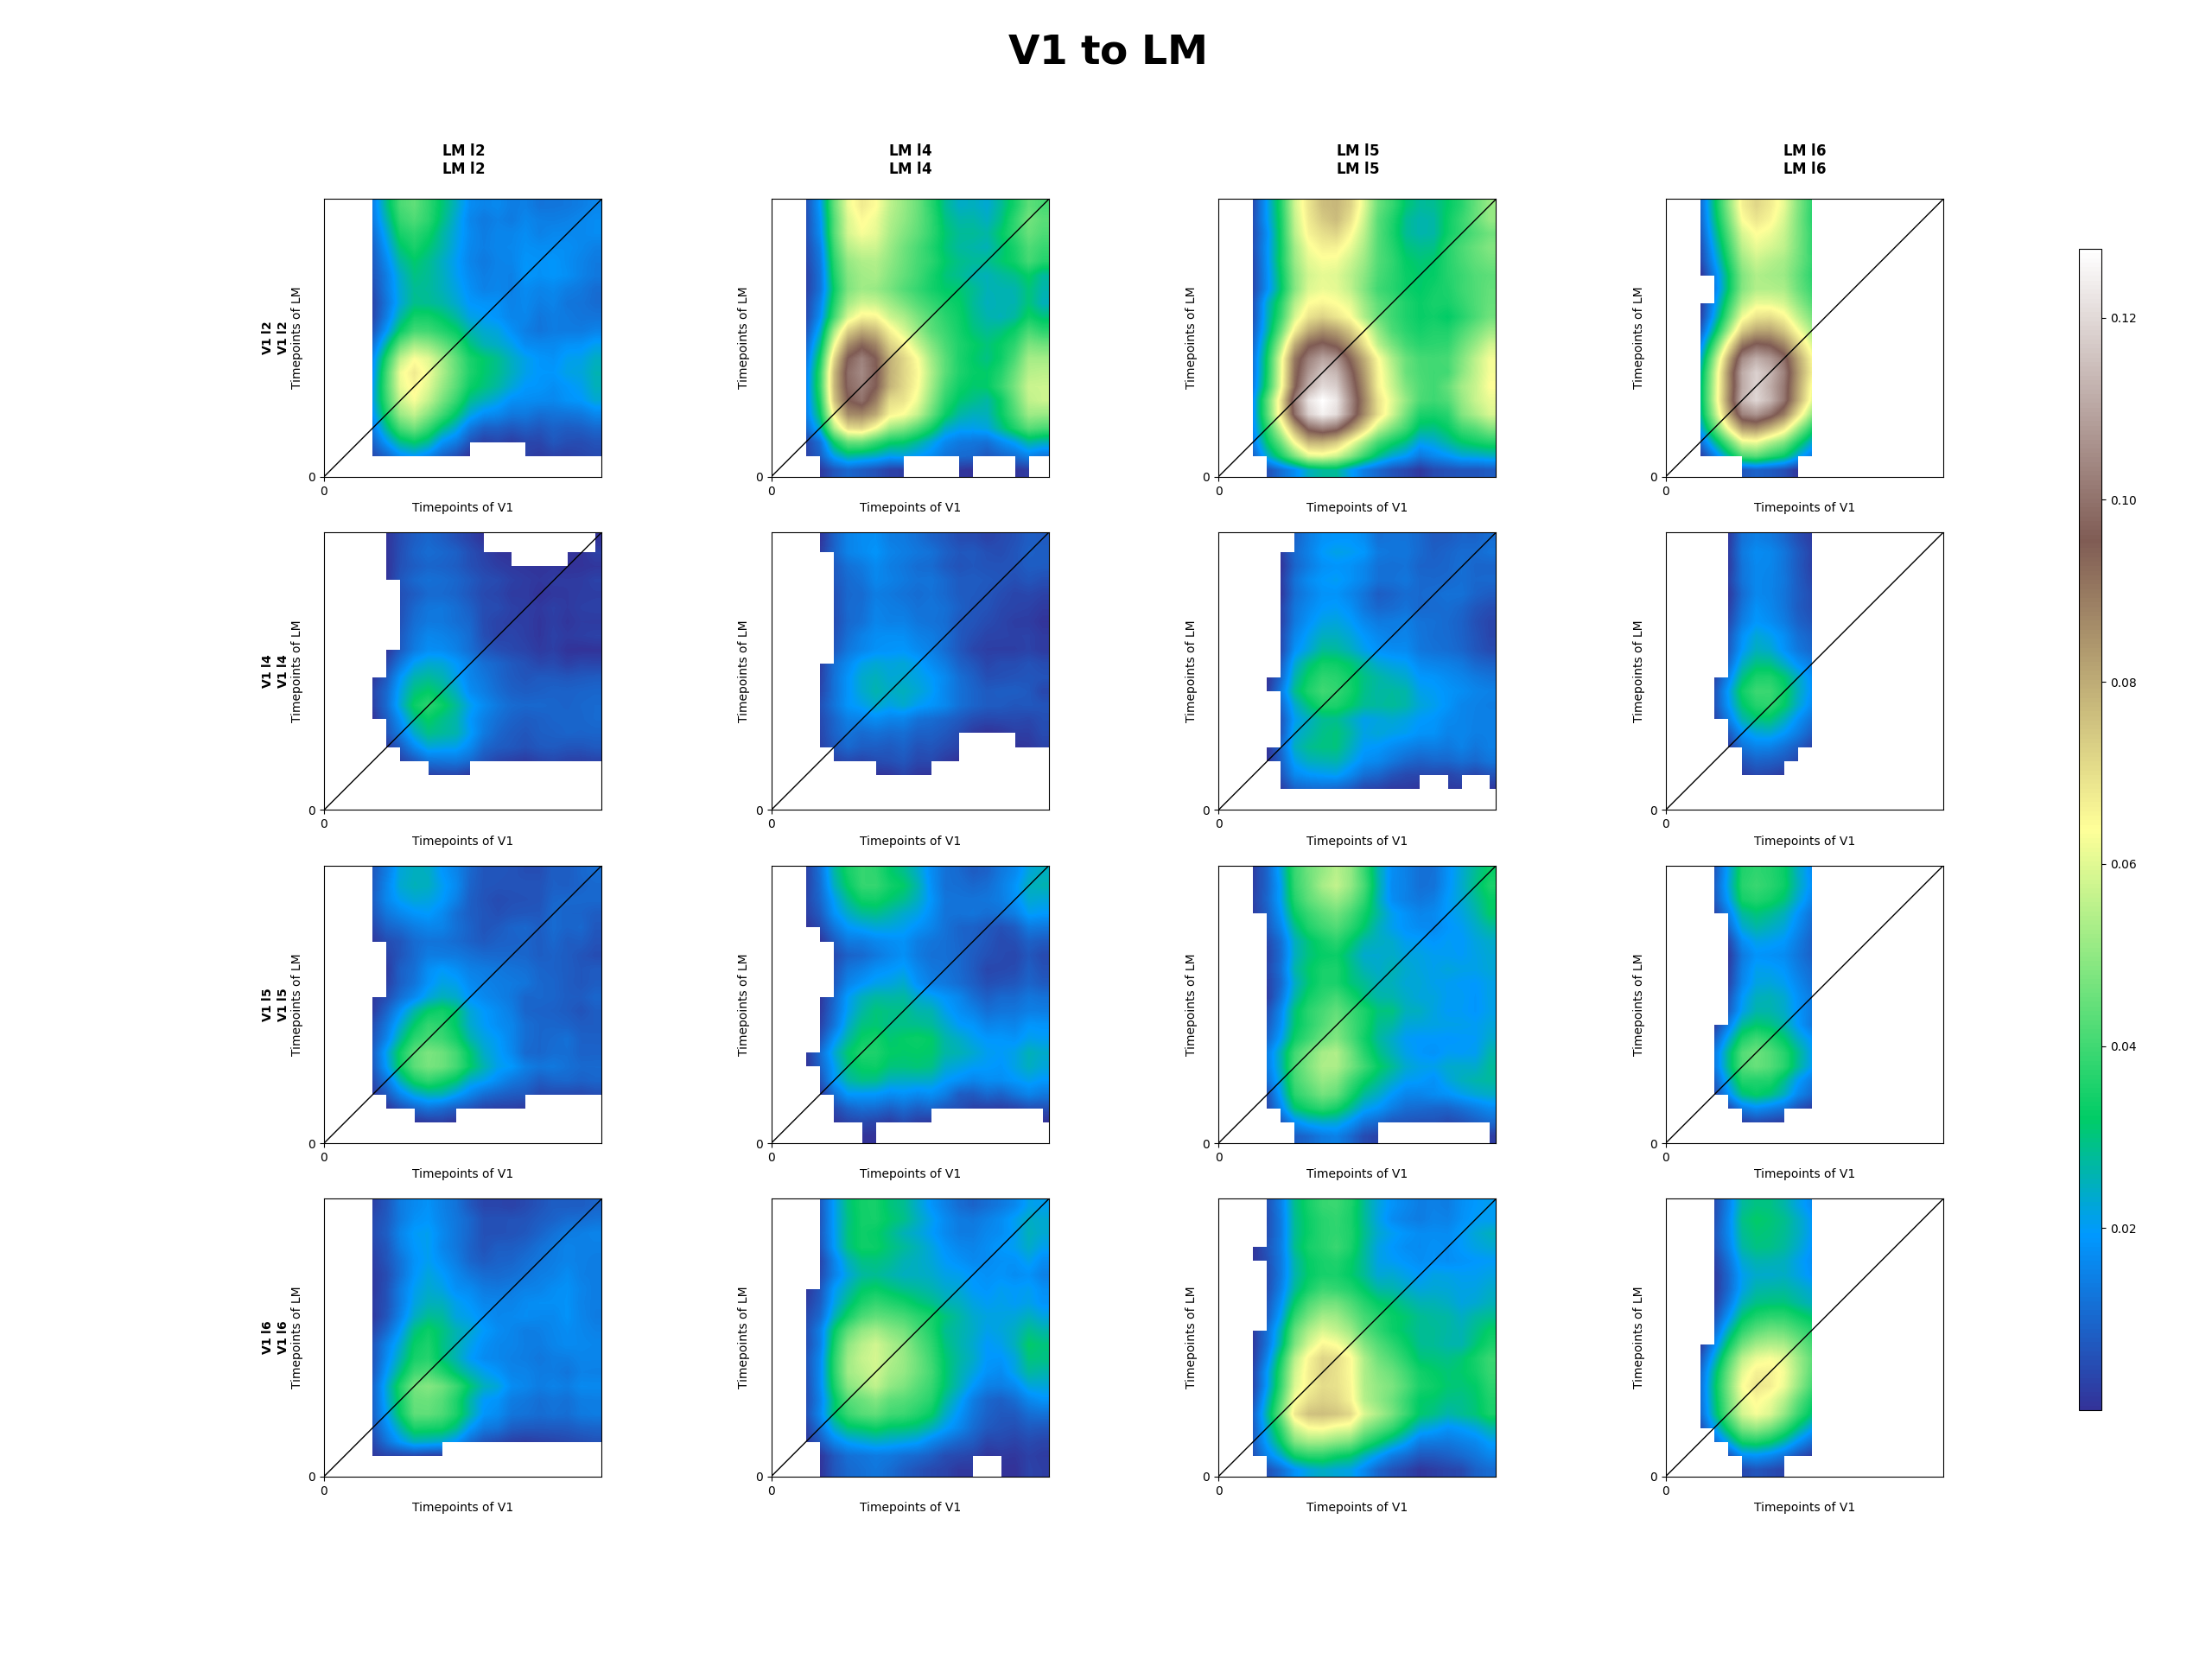 V1 to LM
LM l2
LM l2
LM l4
LM l4
LM l5
LM l5
LM l6
LM l6
V1 l2
V1 l2
Timepoints of LM
0
0
Timepoints of V1
Timepoints of LM
0
0
Timepoints of V1
Timepoints of LM
0
0
Timepoints of V1
Timepoints of LM
0
0
Timepoints of V1
V1 l4
V1 l4
Timepoints of LM
0
0
Timepoints of V1
Timepoints of LM
0
0
Timepoints of V1
Timepoints of LM
0
0
Timepoints of V1
Timepoints of LM
0
0
Timepoints of V1
V1 l5
V1 l5
Timepoints of LM
0
0
Timepoints of V1
Timepoints of LM
0
0
Timepoints of V1
Timepoints of LM
0
0
Timepoints of V1
Timepoints of LM
0
0
Timepoints of V1
V1 l6
V1 l6
Timepoints of LM
0
0
Timepoints of V1
Timepoints of LM
0
0
Timepoints of V1
Timepoints of LM
0
0
Timepoints of V1
Timepoints of LM
0
0
Timepoints of V1
0.12
0.10
0.08
0.06
0.04
0.02